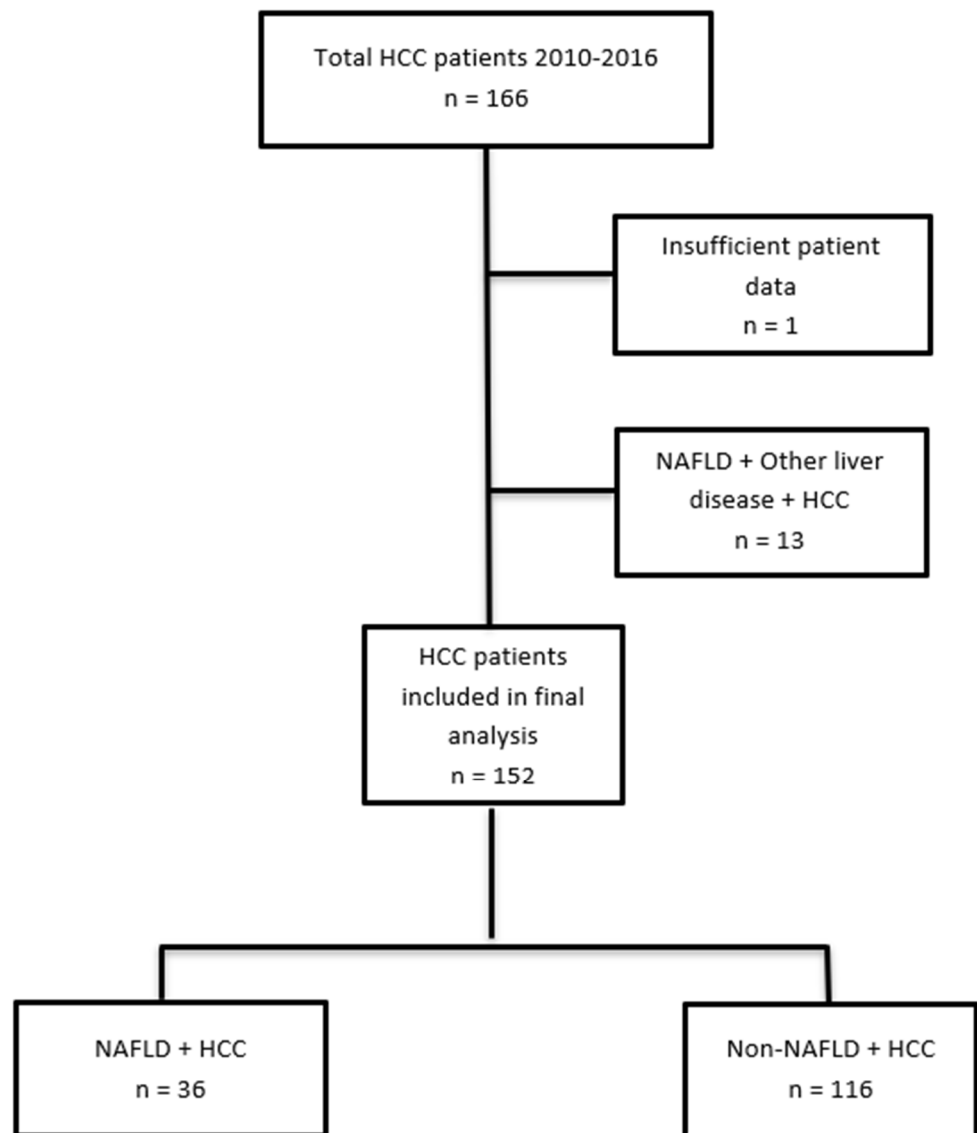 Total HCC patients 2010-2016
n = 166
Insufficient patient
data
n = 1
NAFLD + Other liver
disease + HCC
n = 13
HCC patients
included in final
analysis
n = 152
NAFLD + HCC
n = 36
Non-NAFLD + HCC
n = 116